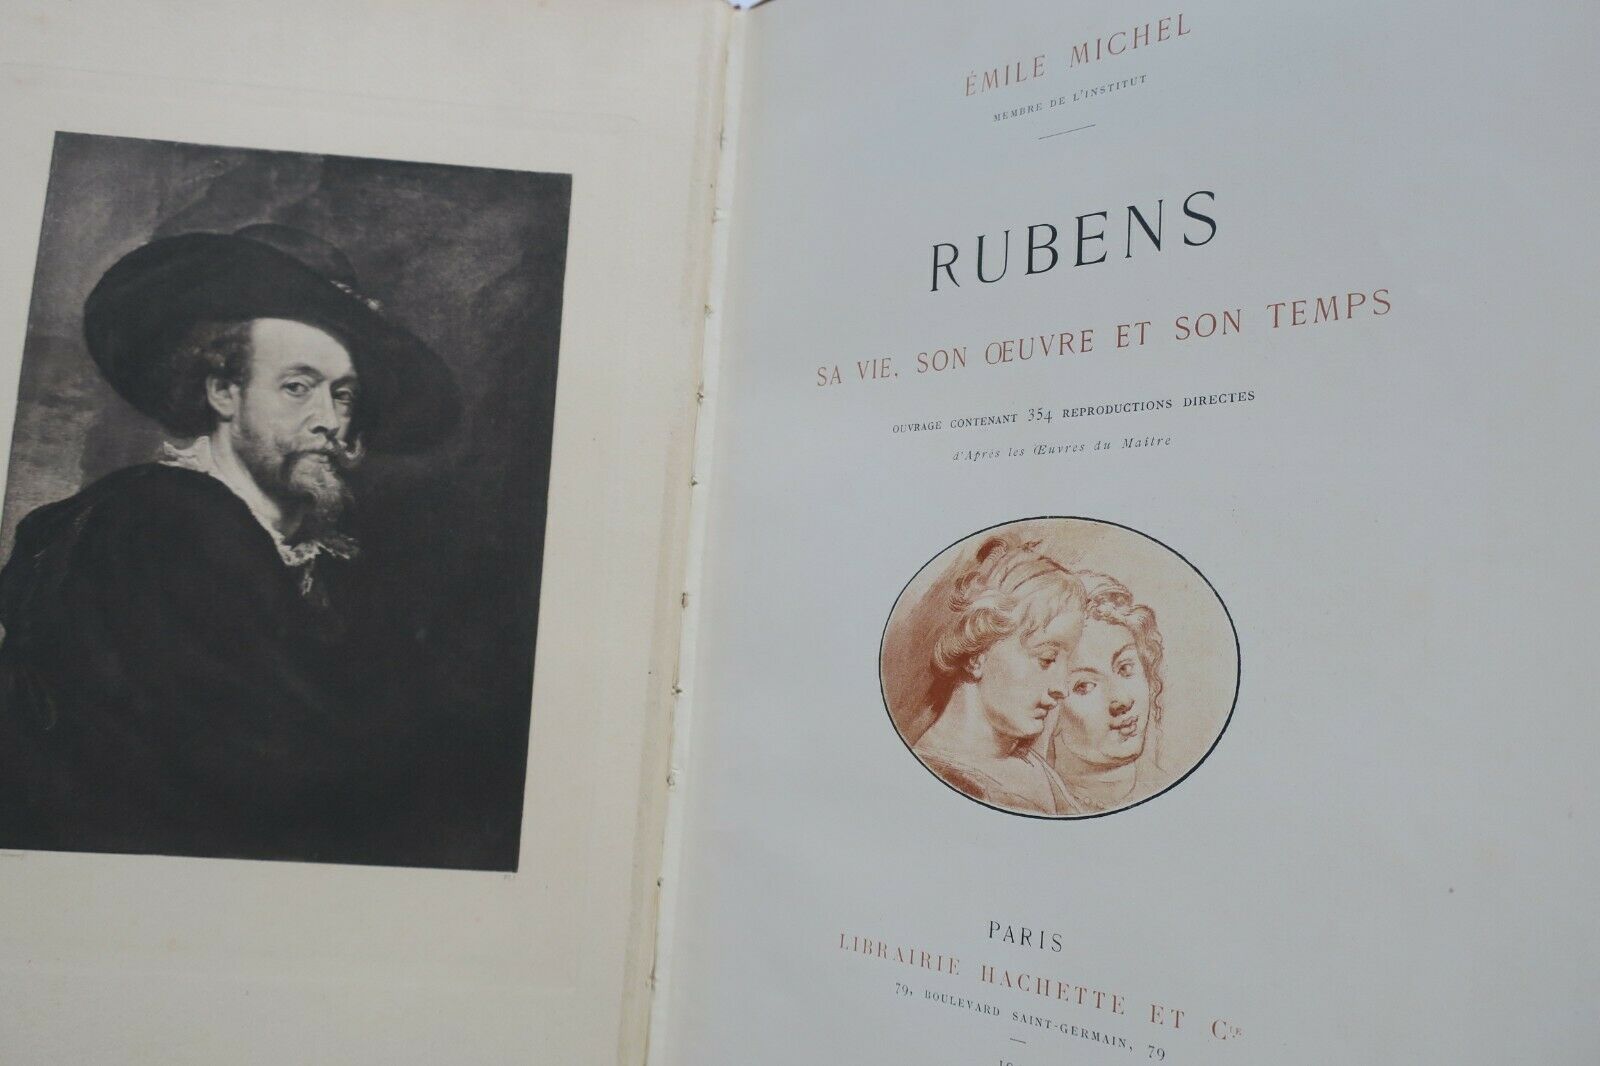 ÉMILE MICHEL
MEMBRE DE L'INSTITUT
RUBENS
SA VIE, SON ŒUVRE ET SON TEMPS
OUVRAGE CONTENANT 354 REPRODUCTIONS DIRECTES
d'Après les Œuvres du Maître
PARIS
LIBRAIRIE HACHETTE ET Cie
79, BOULEVARD SAINT-GERMAIN, 79